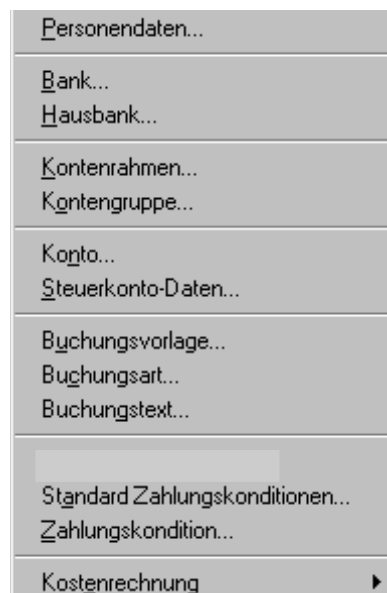 Personendaten...
Bank...
Hausbank...
Kontenrahmen...
Kontengruppe...
Konto...
Steuerkonto-Daten...
Buchungsvorlage...
Buchungsart...
Buchungstext...
Standard Zahlungskonditionen...
Zahlungskondition...
Kostenrechnung